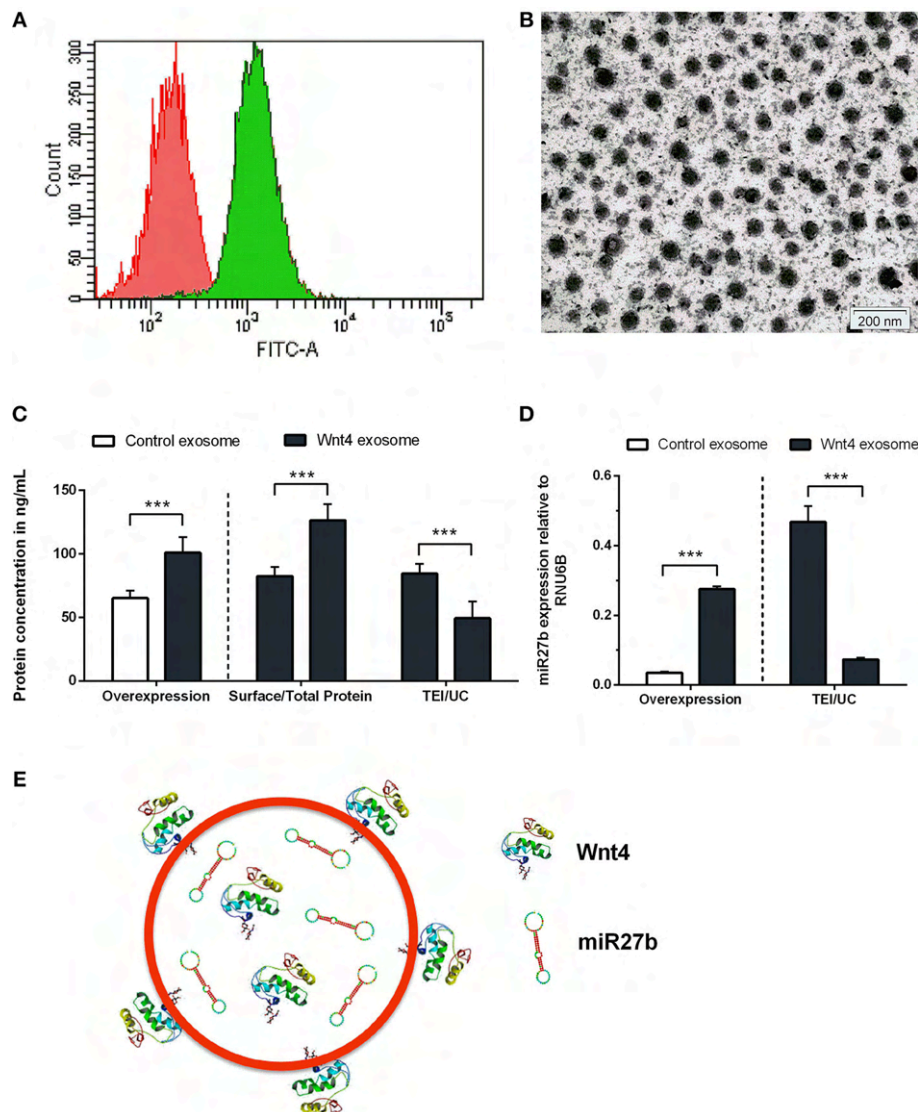 A
Count
300
250
200
150
100
50
0
10² 10³ 10⁴ 10⁵
FITC-A
B
200 nm
C
Control exosome Wnt4 exosome
Protein concentration in ng/mL
150
100
50
0
***
***
***
Overexpression Surface/Total Protein TEI/UC
D
Control exosome Wnt4 exosome
miR27b expression relative to
RNU6B
0.6
0.4
0.2
0.0
***
***
Overexpression TEI/UC
E
Wnt4
miR27b